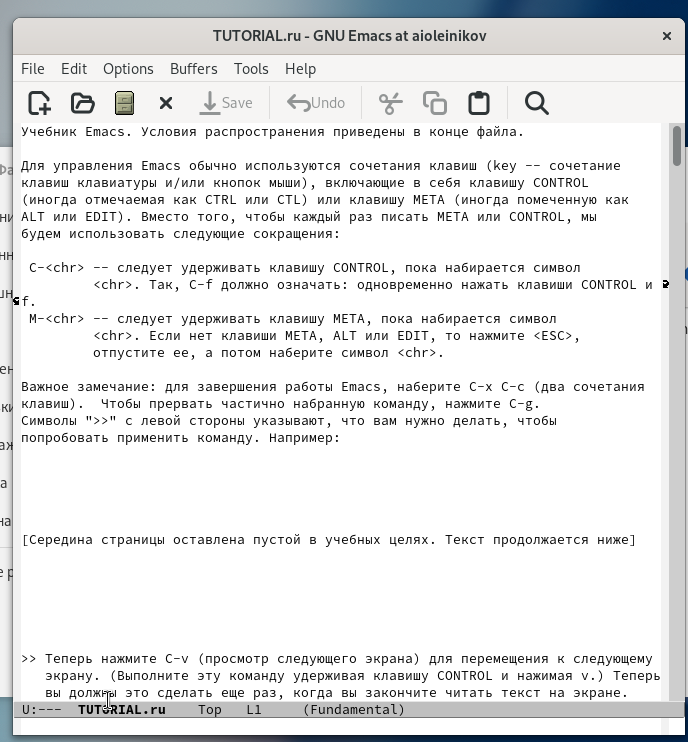 TUTORIAL.ru - GNU Emacs at aioleinikov
File Edit Options Buffers Tools Help
Save Undo
Учебник Emacs. Условия распространения приведены в конце файла.
Для управления Emacs обычно используются сочетания клавиш (key -- сочетание
клавиш клавиатуры и/или кнопок мыши), включающие в себя клавишу CONTROL
(иногда отмечаемая как CTRL или CTL) или клавишу META (иногда помеченную как
ALT или EDIT). Вместо того, чтобы каждый раз писать META или CONTROL, мы
будем использовать следующие сокращения:
C-<chr> -- следует удерживать клавишу CONTROL, пока набирается символ
<chr>. Так, C-f должно означать: одновременно нажать клавиши CONTROL и
f.
M-<chr> -- следует удерживать клавишу META, пока набирается символ
<chr>. Если нет клавиши META, ALT или EDIT, то нажмите <ESC>,
отпустите ее, а потом наберите символ <chr>.
Важное замечание: для завершения работы Emacs, наберите C-x C-c (два сочетания
клавиш).  Чтобы прервать частично набранную команду, нажмите C-g.
Символы ">>" с левой стороны указывают, что вам нужно делать, чтобы
попробовать применить команду. Например:
[Середина страницы оставлена пустой в учебных целях. Текст продолжается ниже]
>> Теперь нажмите C-v (просмотр следующего экрана) для перемещения к следующему
экрану. (Выполните эту команду удерживая клавишу CONTROL и нажимая v.) Теперь
вы должны это сделать еще раз, когда вы закончите читать текст на экране.
U:--- TUTORIAL.ru Top L1 (Fundamental)